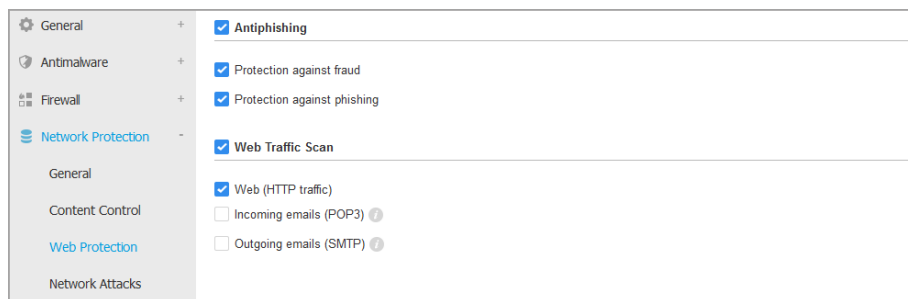 General +
Antimalware +
Firewall +
Network Protection -
General
Content Control
Web Protection
Network Attacks
Antiphishing
Protection against fraud
Protection against phishing
Web Traffic Scan
Web (HTTP traffic)
Incoming emails (POP3) i
Outgoing emails (SMTP) i